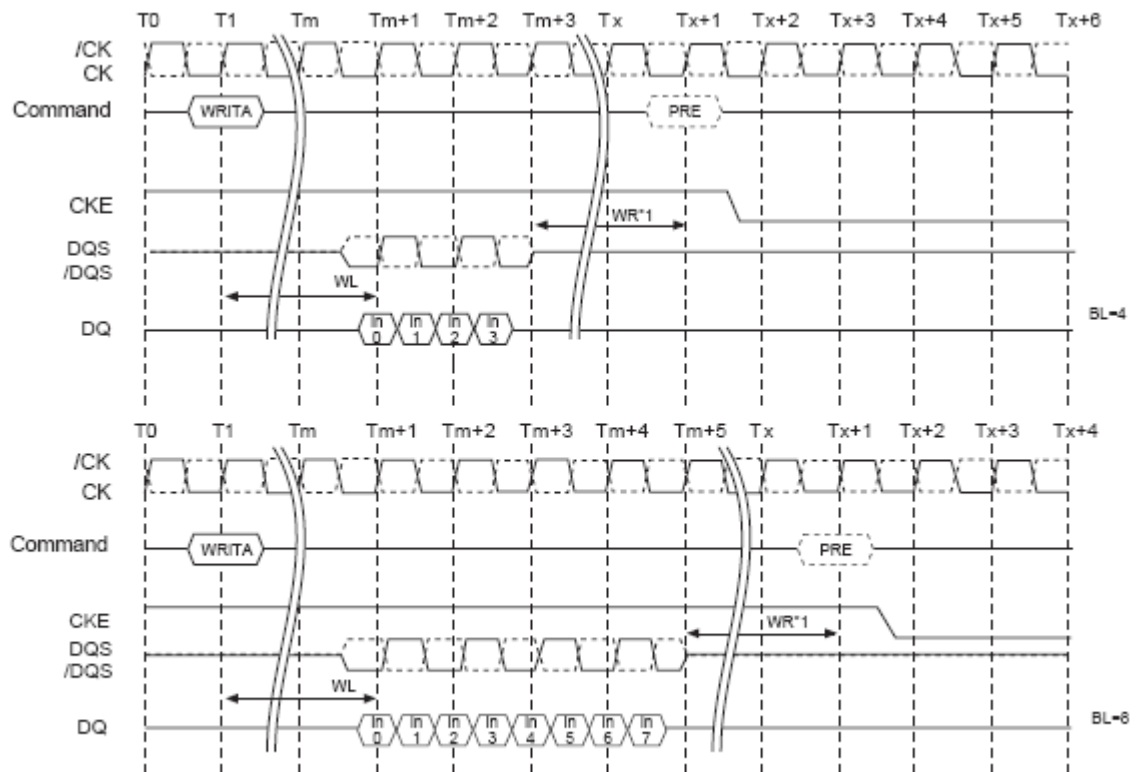 T0 T1 Tm Tm+1 Tm+2 Tm+3 Tx Tx+1 Tx+2 Tx+3 Tx+4 Tx+5 Tx+6
/CK
CK
Command WRITA PRE
CKE
WR*1
DQS
/DQS
WL
DQ In 0 In 1 In 2 In 3
BL=4
T0 T1 Tm Tm+1 Tm+2 Tm+3 Tm+4 Tm+5 Tx Tx+1 Tx+2 Tx+3 Tx+4
/CK
CK
Command WRITA PRE
CKE
WR*1
DQS
/DQS
WL
DQ In 0 In 1 In 2 In 3 In 4 In 5 In 6 In 7
BL=8